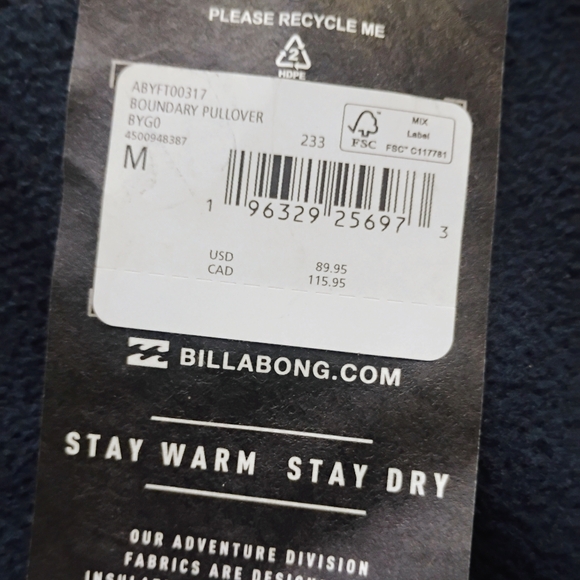 PLEASE RECYCLE ME
2
HDPE
ABYFT00317
BOUNDARY PULLOVER
BYG0
4500948387
233
M
FSC
MIX
Label
FSC® C117781
1 96329 25697 3
USD 89.95
CAD 115.95
BILLABONG.COM
STAY WARM STAY DRY
OUR ADVENTURE DIVISION
FABRICS ARE